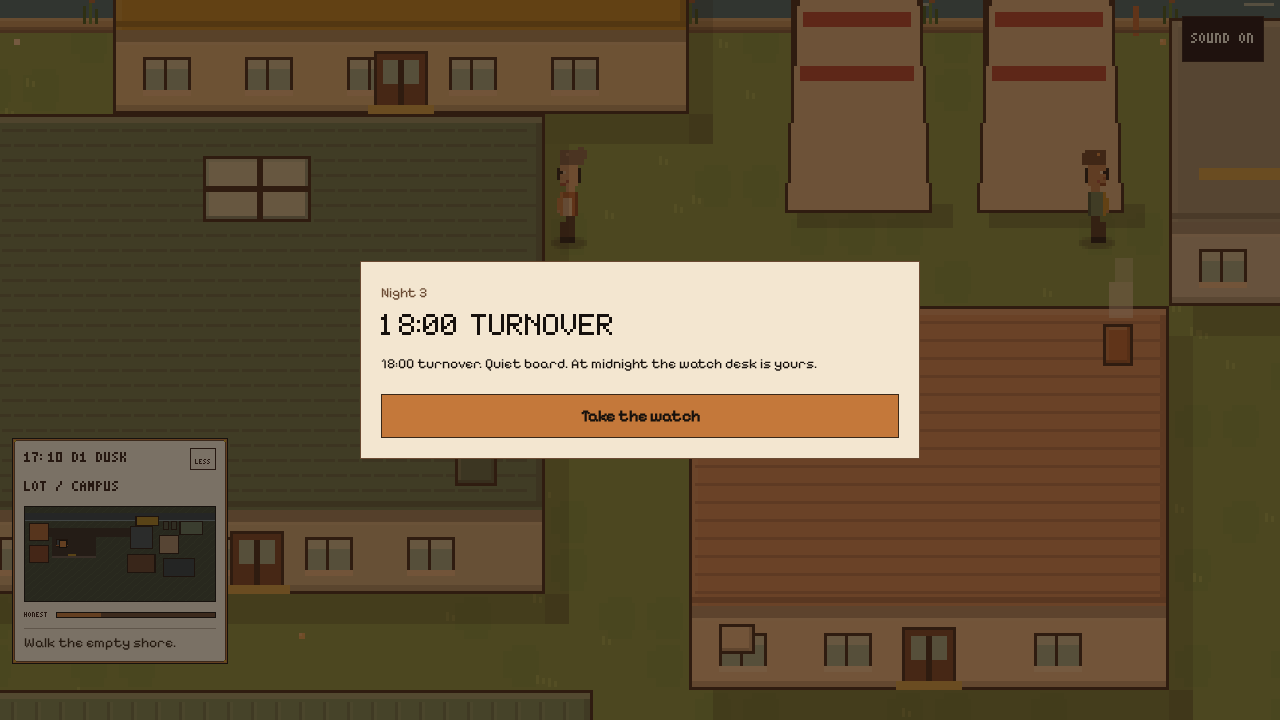 SOUND ON
Night 3
18:00 TURNOVER
18:00 turnover. Quiet board. At midnight the watch desk is yours.
Take the watch
17:10 D1 DUSK
LESS
LOT / CAMPUS
HONEST
Walk the empty shore.